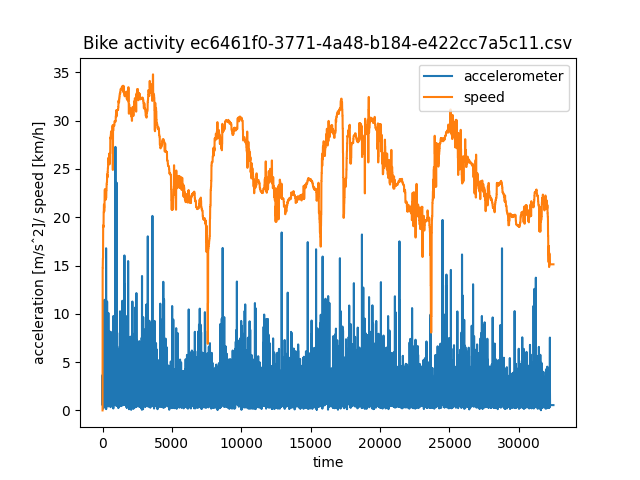 Bike activity ec6461f0-3771-4a48-b184-e422cc7a5c11.csv
accelerometer
speed
35
30
25
20
15
10
5
0
acceleration [m/s^2]/ speed [km/h]
0 5000 10000 15000 20000 25000 30000
time